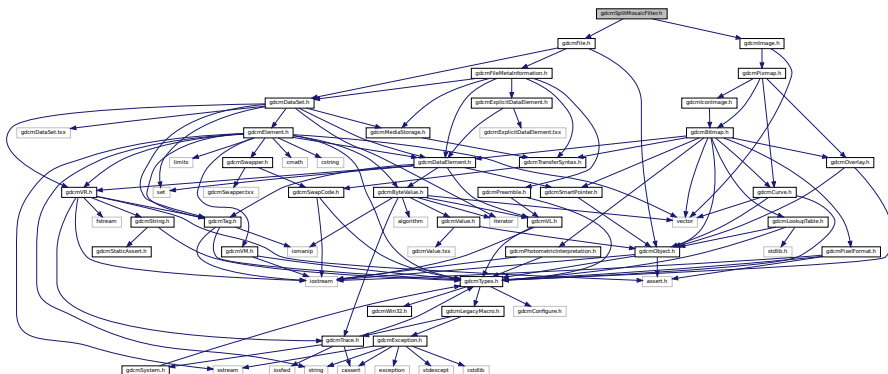 gdcmSplitMosaicFilter.h
gdcmFile.h
gdcmImage.h
gdcmFileMetaInformation.h
gdcmPixmap.h
gdcmDataSet.h
gdcmExplicitDataElement.h
gdcmIconImage.h
gdcmDataSet.txx
gdcmElement.h
gdcmMediaStorage.h
gdcmExplicitDataElement.txx
gdcmBitmap.h
limits
gdcmSwapper.h
cmath
cstring
gdcmDataElement.h
gdcmTransferSyntax.h
gdcmOverlay.h
gdcmVR.h
set
gdcmSwapper.txx
gdcmSwapCode.h
gdcmByteValue.h
gdcmPreamble.h
gdcmSmartPointer.h
gdcmCurve.h
fstream
gdcmString.h
gdcmTag.h
algorithm
gdcmValue.h
iterator
gdcmVL.h
vector
gdcmLookupTable.h
gdcmStaticAssert.h
gdcmVM.h
iomanip
gdcmValue.txx
gdcmPhotometricInterpretation.h
gdcmObject.h
stdlib.h
gdcmPixelFormat.h
iostream
gdcmTypes.h
assert.h
gdcmWin32.h
gdcmLegacyMacro.h
gdcmConfigure.h
gdcmTrace.h
gdcmException.h
gdcmSystem.h
sstream
iosfwd
string
cassert
exception
stdexcept
cstdlib